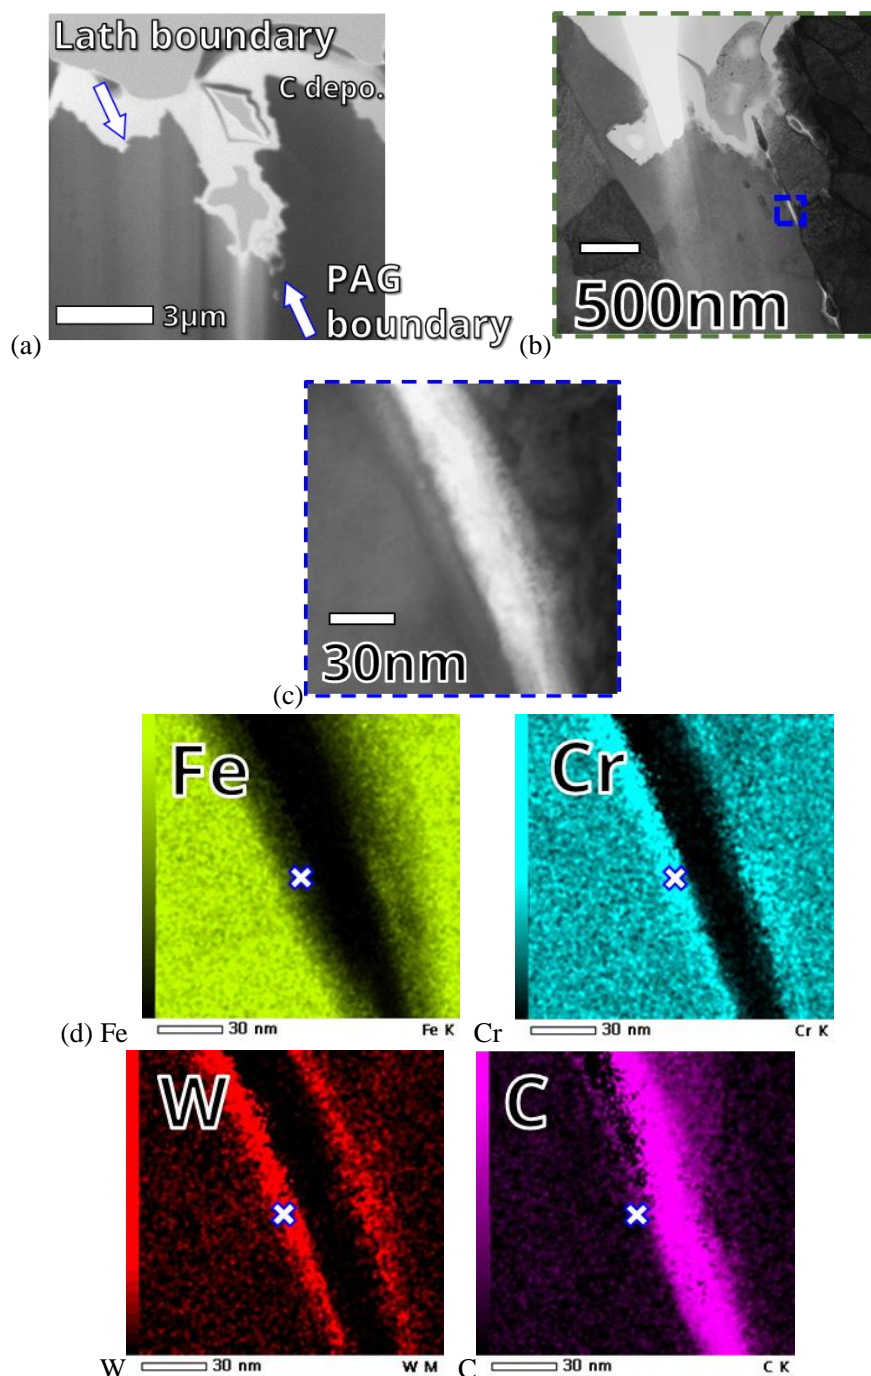 Lath boundary
C depo.
3μm
PAG
boundary
(a)
500nm
(b)
30nm
(c)
Fe
30 nm
Fe K
(d) Fe
Cr
30 nm
Cr K
Cr
W
30 nm
W M
W
C
30 nm
C K
C